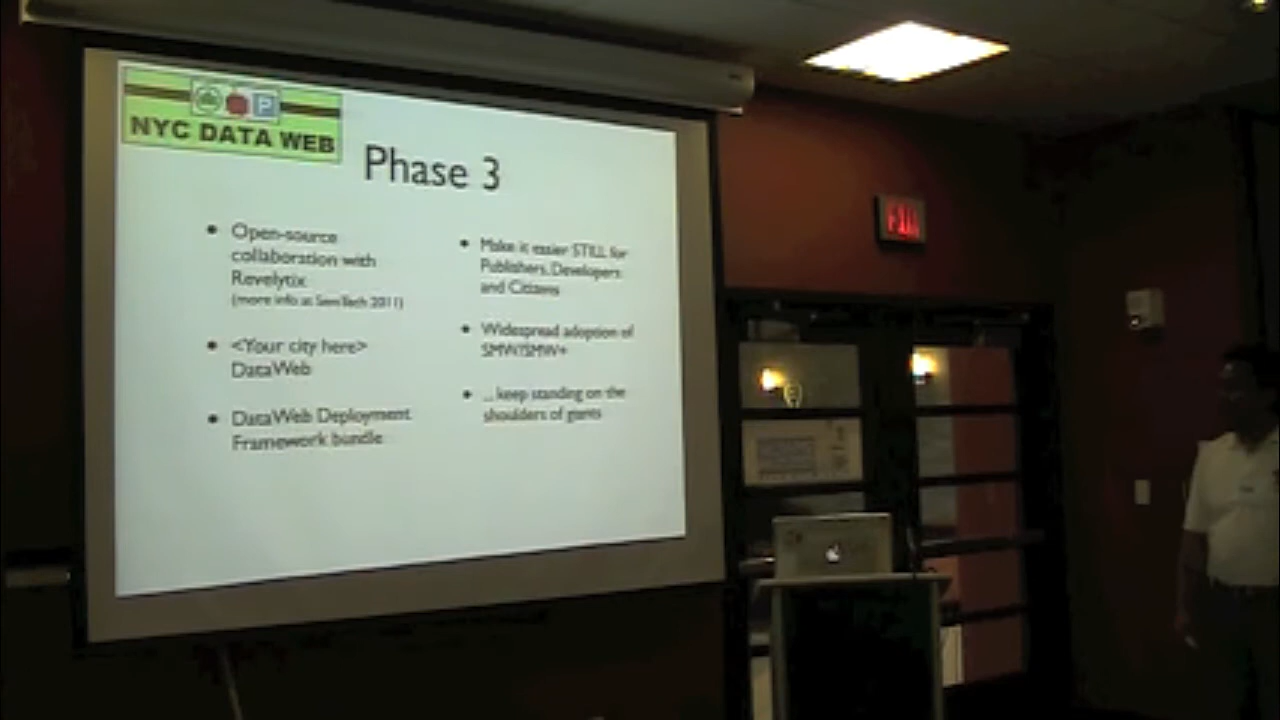 P
NYC DATA WEB
Phase 3
• Open-source
collaboration with
Revelytix
(more info at SemTech 2011)
• <Your city here>
DataWeb
• DataWeb Deployment
Framework bundle
• Make it easier STILL for
Publishers, Developers
and Citizens
• Widespread adoption of
SMW/SMW+
• ...keep standing on the
shoulders of giants
EXIT